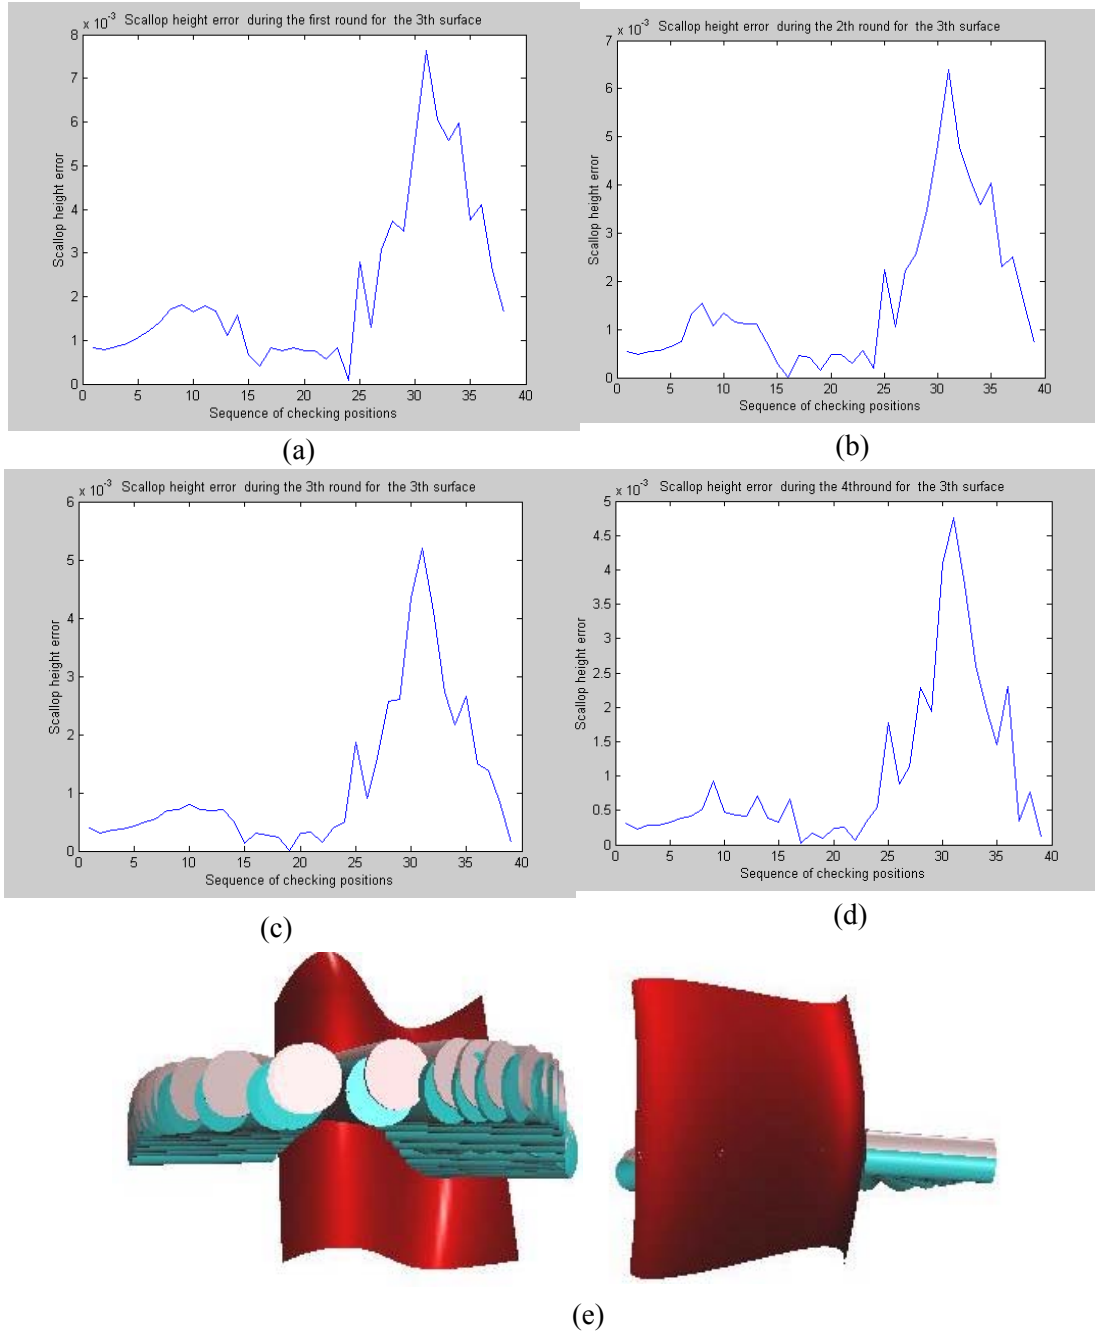 Scallop height error during the first round for the 3th surface
x 10^-3
8
7
6
5
4
3
2
1
0
Scallop height error
0 5 10 15 20 25 30 35 40
Sequence of checking positions
(a)
Scallop height error during the 2th round for the 3th surface
x 10^-3
7
6
5
4
3
2
1
0
Scallop height error
0 5 10 15 20 25 30 35 40
Sequence of checking positions
(b)
Scallop height error during the 3th round for the 3th surface
x 10^-3
6
5
4
3
2
1
0
Scallop height error
0 5 10 15 20 25 30 35 40
Sequence of checking positions
(c)
Scallop height error during the 4thround for the 3th surface
x 10^-3
5
4.5
4
3.5
3
2.5
2
1.5
1
0.5
0
Scallop height error
0 5 10 15 20 25 30 35 40
Sequence of checking positions
(d)
(e)